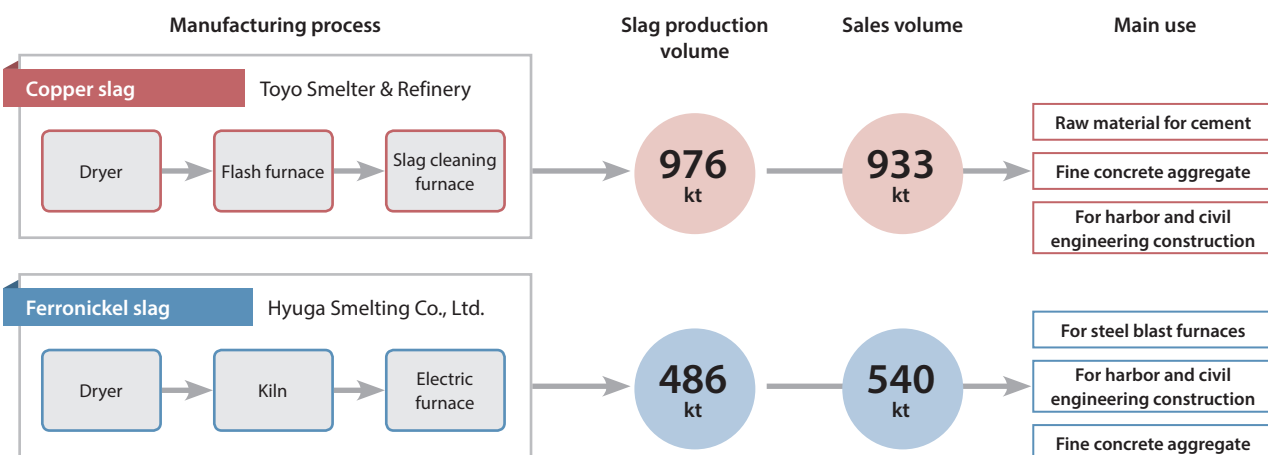 Manufacturing process
Slag production
volume
Sales volume
Main use
Copper slag
Toyo Smelter & Refinery
Dryer
Flash furnace
Slag cleaning
furnace
976
kt
933
kt
Raw material for cement
Fine concrete aggregate
For harbor and civil
engineering construction
Ferronickel slag
Hyuga Smelting Co., Ltd.
Dryer
Kiln
Electric
furnace
486
kt
540
kt
For steel blast furnaces
For harbor and civil
engineering construction
Fine concrete aggregate